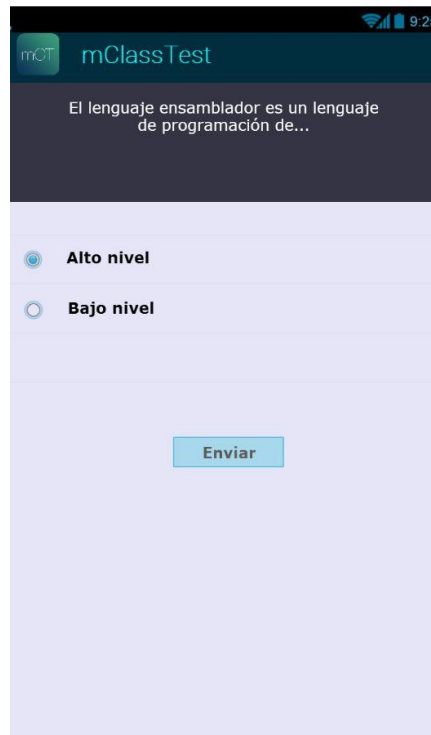 9:2
mCT
mClassTest
El lenguaje ensamblador es un lenguaje
de programación de...
Alto nivel
Bajo nivel
Enviar